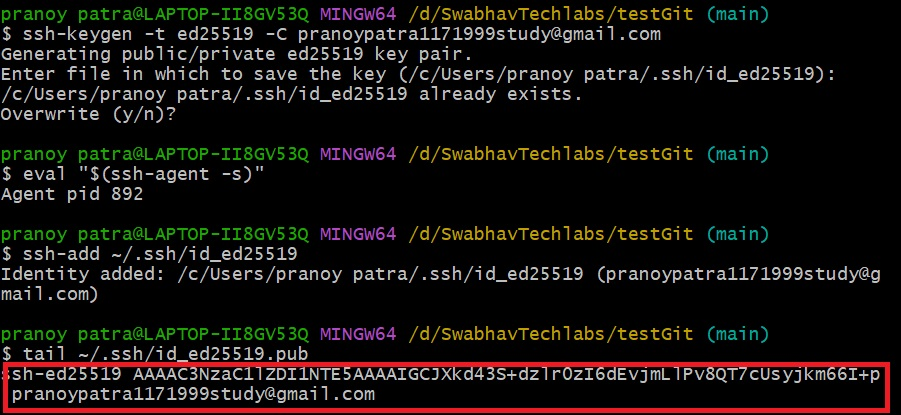 pranoy patra@LAPTOP-II8GV53Q MINGW64 /d/SwabhavTechlabs/testGit (main)
$ ssh-keygen -t ed25519 -C pranoypatra1171999study@gmail.com
Generating public/private ed25519 key pair.
Enter file in which to save the key (/c/Users/pranoy patra/.ssh/id_ed25519):
/c/Users/pranoy patra/.ssh/id_ed25519 already exists.
Overwrite (y/n)?
pranoy patra@LAPTOP-II8GV53Q MINGW64 /d/SwabhavTechlabs/testGit (main)
$ eval "$(ssh-agent -s)"
Agent pid 892
pranoy patra@LAPTOP-II8GV53Q MINGW64 /d/SwabhavTechlabs/testGit (main)
$ ssh-add ~/.ssh/id_ed25519
Identity added: /c/Users/pranoy patra/.ssh/id_ed25519 (pranoypatra1171999study@g
mail.com)
pranoy patra@LAPTOP-II8GV53Q MINGW64 /d/SwabhavTechlabs/testGit (main)
$ tail ~/.ssh/id_ed25519.pub
ssh-ed25519 AAAAC3NzaC1lZDI1NTE5AAAAIGCJXkd43S+dzlrOzI6dEvjmLlPv8QT7cUsyjkm66I+p
pranoypatra1171999study@gmail.com